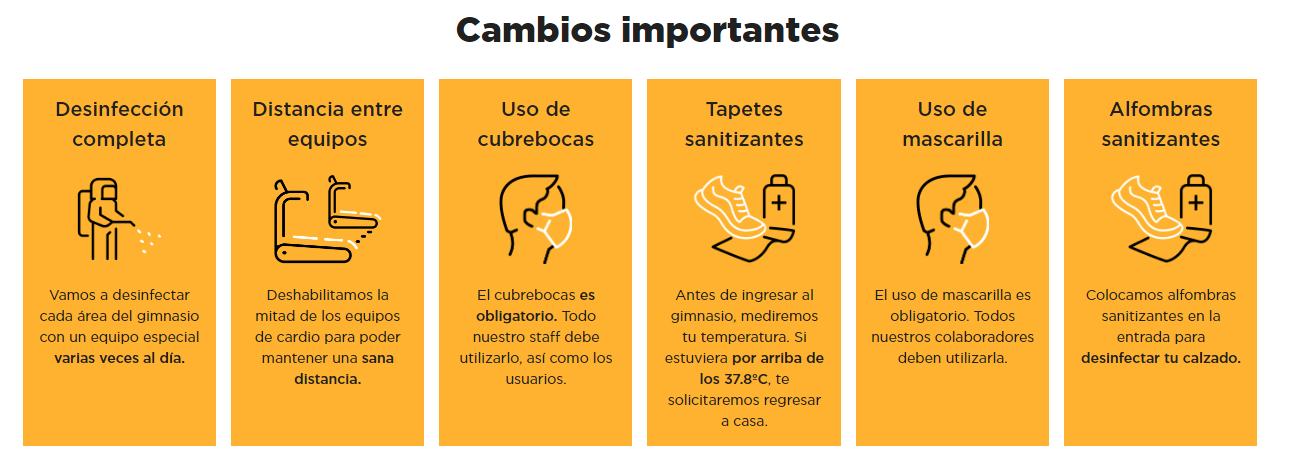 Cambios importantes
Desinfección
completa
Vamos a desinfectar
cada área del gimnasio
con un equipo especial
varias veces al día.
Distancia entre
equipos
Deshabilitamos la
mitad de los equipos
de cardio para poder
mantener una sana
distancia.
Uso de
cubrebocas
El cubrebocas es
obligatorio. Todo
nuestro staff debe
utilizarlo, así como los
usuarios.
Tapetes
sanitizantes
Antes de ingresar al
gimnasio, mediremos
tu temperatura. Si
estuviera por arriba de
los 37.8ºC, te
solicitaremos regresar
a casa.
Uso de
mascarilla
El uso de mascarilla es
obligatorio. Todos
nuestros colaboradores
deben utilizarla.
Alfombras
sanitizantes
Colocamos alfombras
sanitizantes en la
entrada para
desinfectar tu calzado.